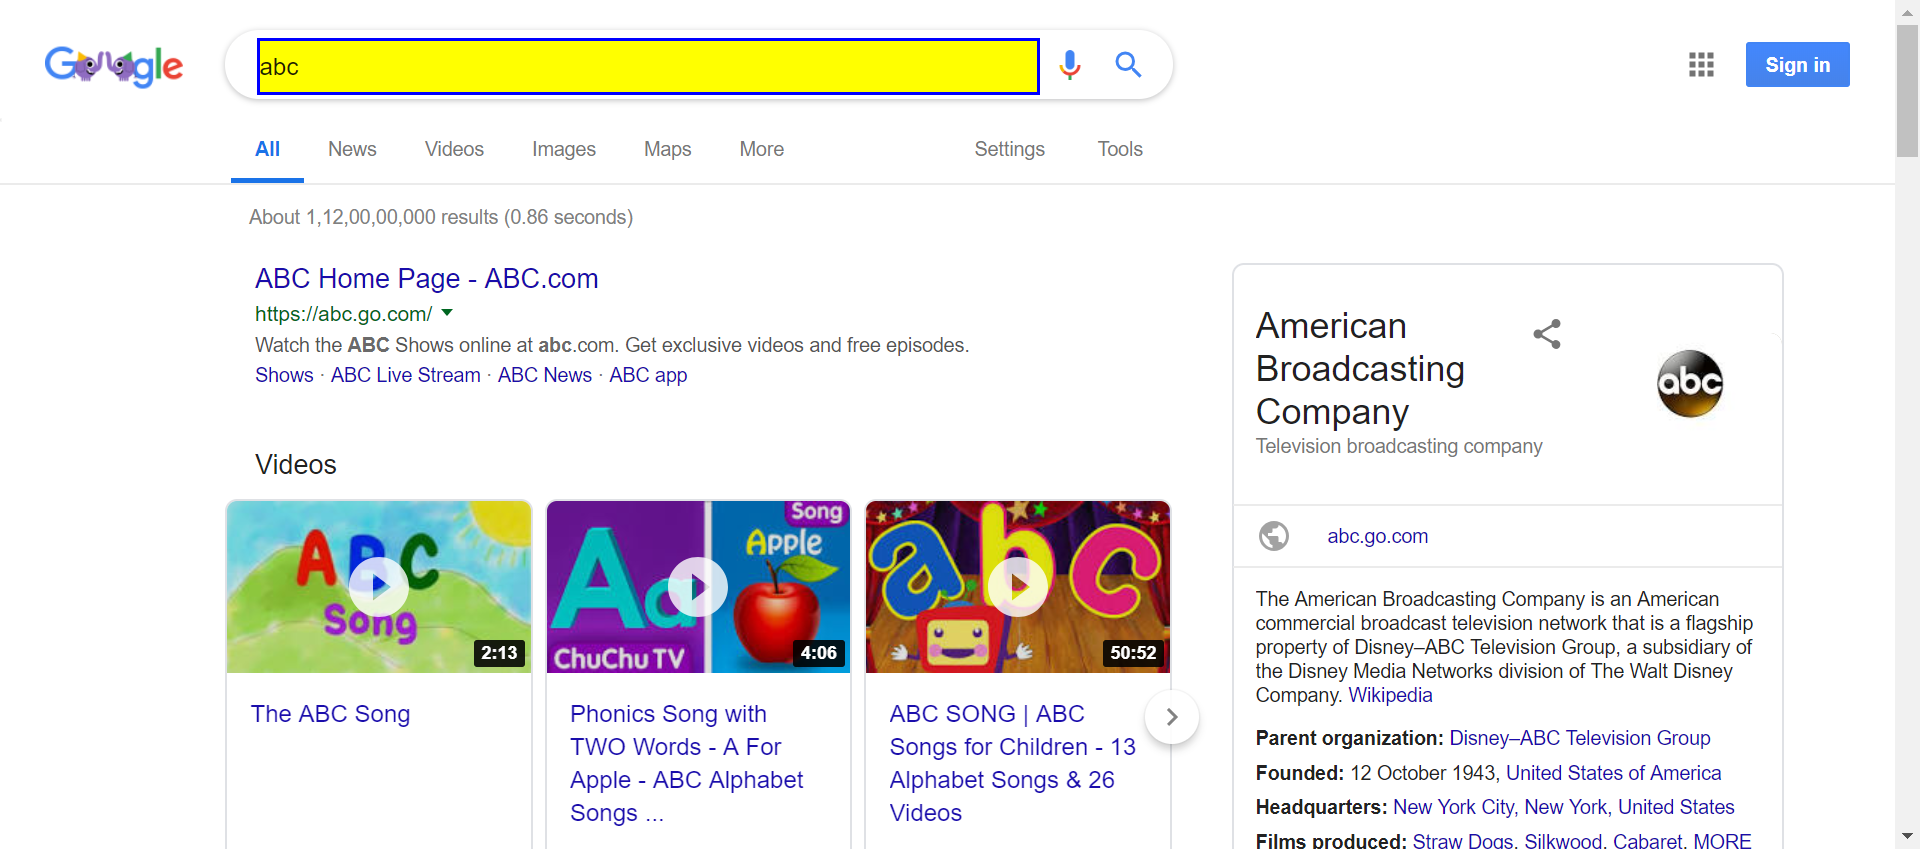 Google
abc
Sign in
All News Videos Images Maps More Settings Tools
About 1,12,00,00,000 results (0.86 seconds)
ABC Home Page - ABC.com
https://abc.go.com/
Watch the ABC Shows online at abc.com. Get exclusive videos and free episodes.
Shows · ABC Live Stream · ABC News · ABC app
Videos
ABC
Song
2:13
The ABC Song
Song
Aa
Apple
ChuChu TV
4:06
Phonics Song with
TWO Words - A For
Apple - ABC Alphabet
Songs ...
abc
50:52
ABC SONG | ABC
Songs for Children - 13
Alphabet Songs & 26
Videos
American
Broadcasting
Company
Television broadcasting company
abc
abc.go.com
The American Broadcasting Company is an American
commercial broadcast television network that is a flagship
property of Disney–ABC Television Group, a subsidiary of
the Disney Media Networks division of The Walt Disney
Company. Wikipedia
Parent organization: Disney–ABC Television Group
Founded: 12 October 1943, United States of America
Headquarters: New York City, New York, United States
Films produced: Straw Dogs, Silkwood, Cabaret, MORE